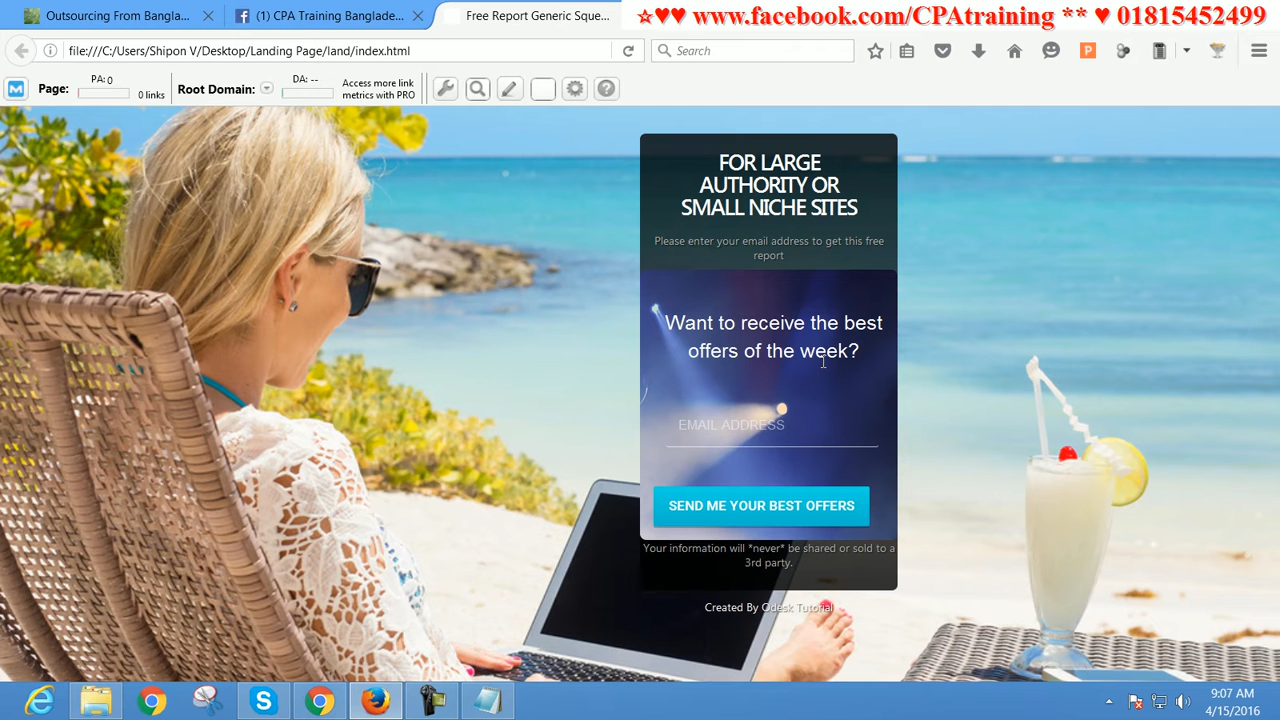 Outsourcing From Bangla...
(1) CPA Training Banglade...
Free Report Generic Sque...
☆♥♥ www.facebook.com/CPAtraining ** ♥ 01815452499
file:///C:/Users/Shipon V/Desktop/Landing Page/land/index.html
Search
Page:
PA: 0
0 links
Root Domain:
DA: --
Access more link
metrics with PRO
FOR LARGE
AUTHORITY OR
SMALL NICHE SITES
Please enter your email address to get this free
report
Want to receive the best
offers of the week?
EMAIL ADDRESS
SEND ME YOUR BEST OFFERS
Your information will *never* be shared or sold to a
3rd party.
Created By Odesk Tutorial
9:07 AM
4/15/2016